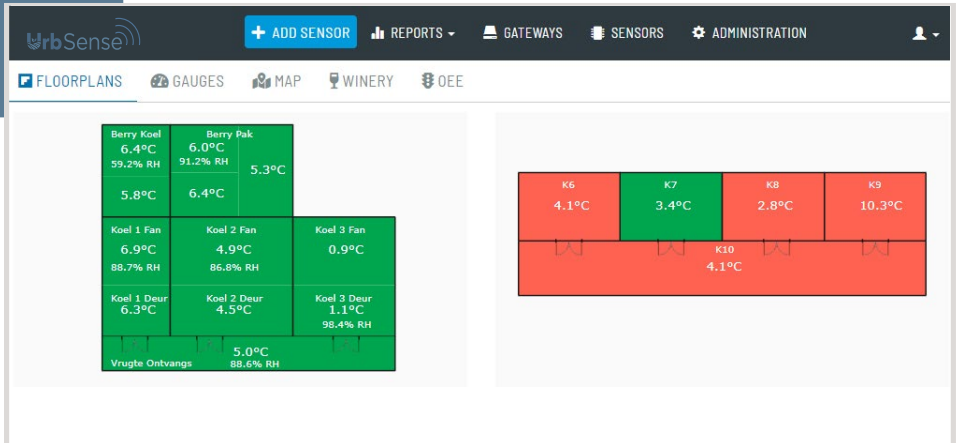 UrbSense
+ ADD SENSOR
REPORTS
GATEWAYS
SENSORS
ADMINISTRATION
FLOORPLANS
GAUGES
MAP
WINERY
OEE
Berry Koel
6.4°C
59.2% RH
5.8°C
Berry Pak
6.0°C
91.2% RH
6.4°C
5.3°C
Koel 1 Fan
6.9°C
88.7% RH
Koel 2 Fan
4.9°C
86.8% RH
Koel 3 Fan
0.9°C
Koel 1 Deur
6.3°C
Koel 2 Deur
4.5°C
Koel 3 Deur
1.1°C
98.4% RH
Vrugte Ontvangs
5.0°C
88.6% RH
K6
4.1°C
K7
3.4°C
K8
2.8°C
K9
10.3°C
K10
4.1°C